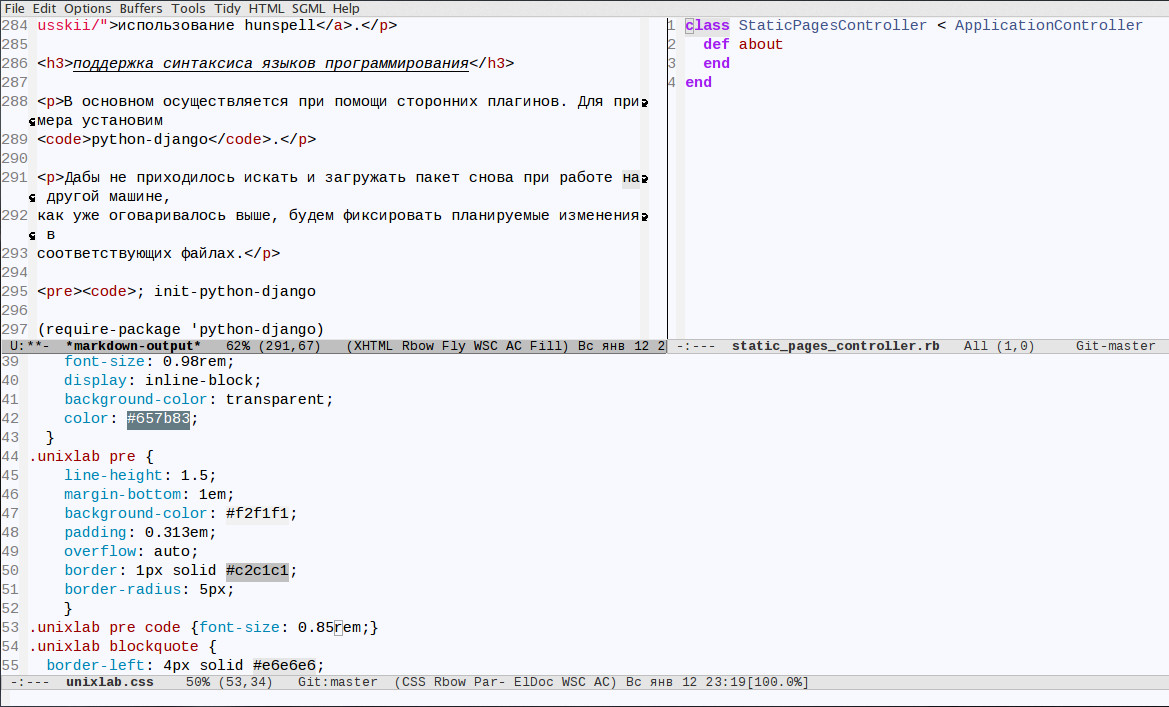 File Edit Options Buffers Tools Tidy HTML SGML Help
284 usskii/">использование hunspell</a>.</p>
285
286 <h3>поддержка синтаксиса языков программирования</h3>
287
288 <p>В основном осуществляется при помощи сторонних плагинов. Для при
мера установим
289 <code>python-django</code>.</p>
290
291 <p>Дабы не приходилось искать и загружать пакет снова при работе на
другой машине,
292 как уже оговаривалось выше, будем фиксировать планируемые изменения
в
293 соответствующих файлах.</p>
294
295 <pre><code>; init-python-django
296
297 (require-package 'python-django)
U:**- *markdown-output* 62% (291,67) (XHTML Rbow Fly WSC AC Fill) Вс янв 12 2
1 class StaticPagesController < ApplicationController
2   def about
3   end
4 end
-:--- static_pages_controller.rb All (1,0) Git-master
39     font-size: 0.98rem;
40     display: inline-block;
41     background-color: transparent;
42     color: #657b83;
43   }
44 .unixlab pre {
45     line-height: 1.5;
46     margin-bottom: 1em;
47     background-color: #f2f1f1;
48     padding: 0.313em;
49     overflow: auto;
50     border: 1px solid #c2c1c1;
51     border-radius: 5px;
52     }
53 .unixlab pre code {font-size: 0.85rem;}
54 .unixlab blockquote {
55   border-left: 4px solid #e6e6e6;
-:--- unixlab.css 50% (53,34) Git:master (CSS Rbow Par- ElDoc WSC AC) Вс янв 12 23:19[100.0%]